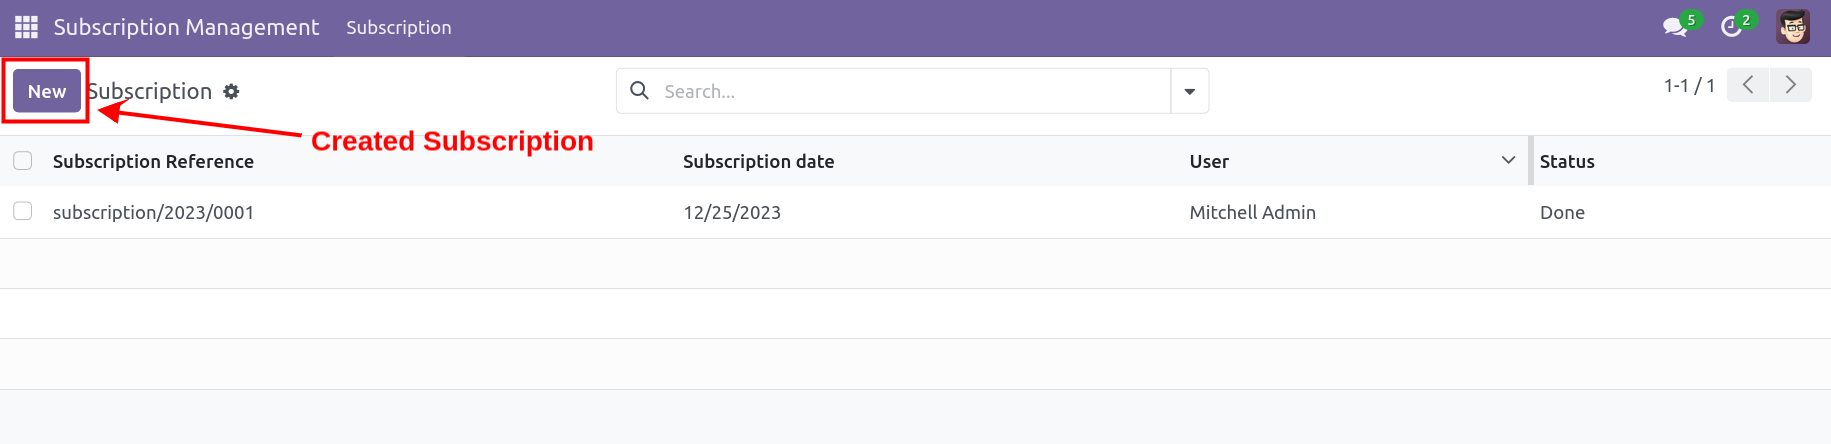 Subscription Management Subscription 5 2
New Subscription Search... 1-1 / 1
Created Subscription
Subscription Reference Subscription date User Status
subscription/2023/0001 12/25/2023 Mitchell Admin Done